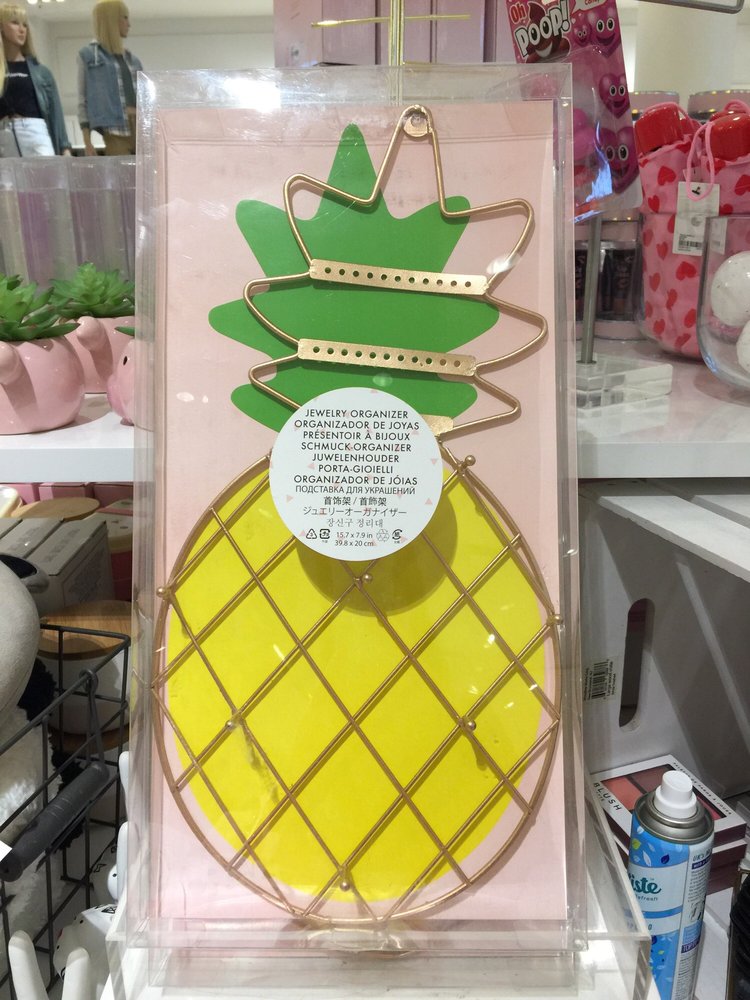 Oh
POOP!
JEWELRY ORGANIZER
ORGANIZADOR DE JOYAS
PRÉSENTOIR À BIJOUX
SCHMUCK-ORGANIZER
JUWELENHOUDER
PORTA-GIOIELLI
ORGANIZADOR DE JÓIAS
ПОДСТАВКА ДЛЯ УКРАШЕНИЙ
首饰架 / 首飾架
ジュエリーオーガナイザー
장신구 정리대
15.7 x 7.9 in
39.8 x 20 cm
BLUSH
iste